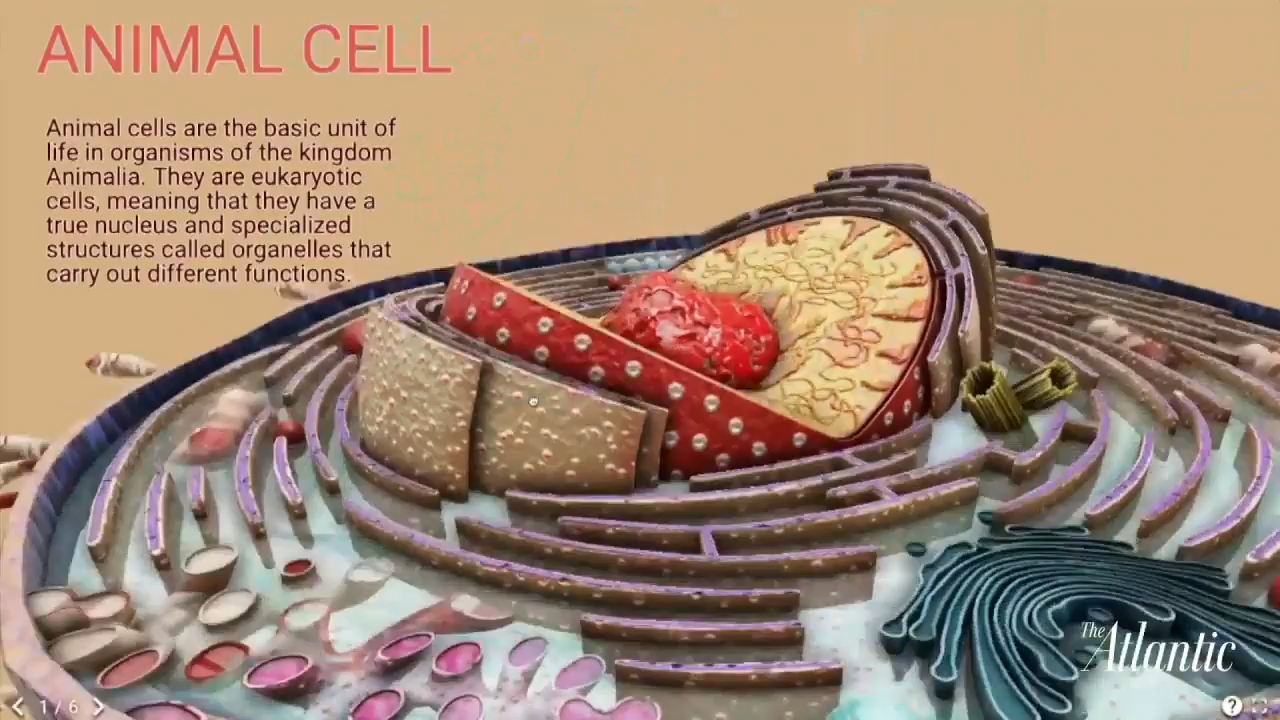 ANIMAL CELL
Animal cells are the basic unit of
life in organisms of the kingdom
Animalia. They are eukaryotic
cells, meaning that they have a
true nucleus and specialized
structures called organelles that
carry out different functions.
The Atlantic
1 / 6
?